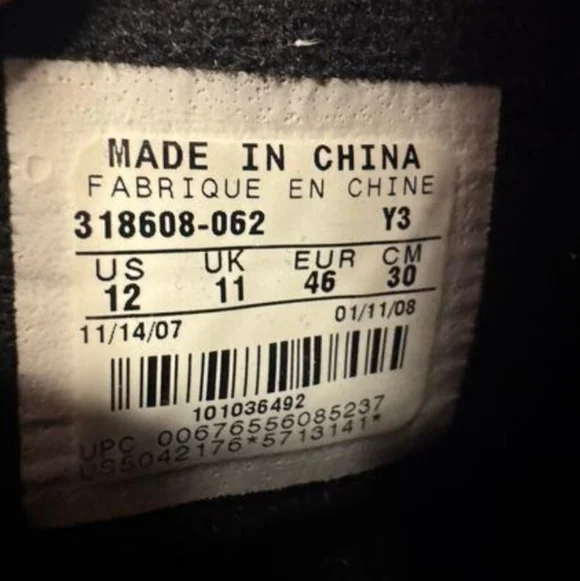 MADE IN CHINA
FABRIQUE EN CHINE
318608-062 Y3
US UK EUR CM
12 11 46 30
11/14/07 01/11/08
101036492
UPC 00676556085237
US5042176*5713141*